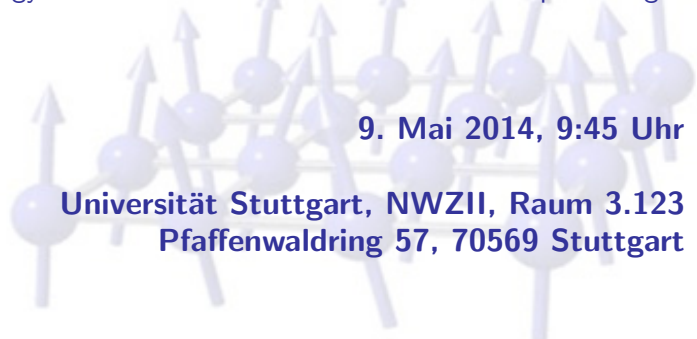 9. Mai 2014, 9:45 Uhr
Universität Stuttgart, NWZII, Raum 3.123
Pfaffenwaldring 57, 70569 Stuttgart